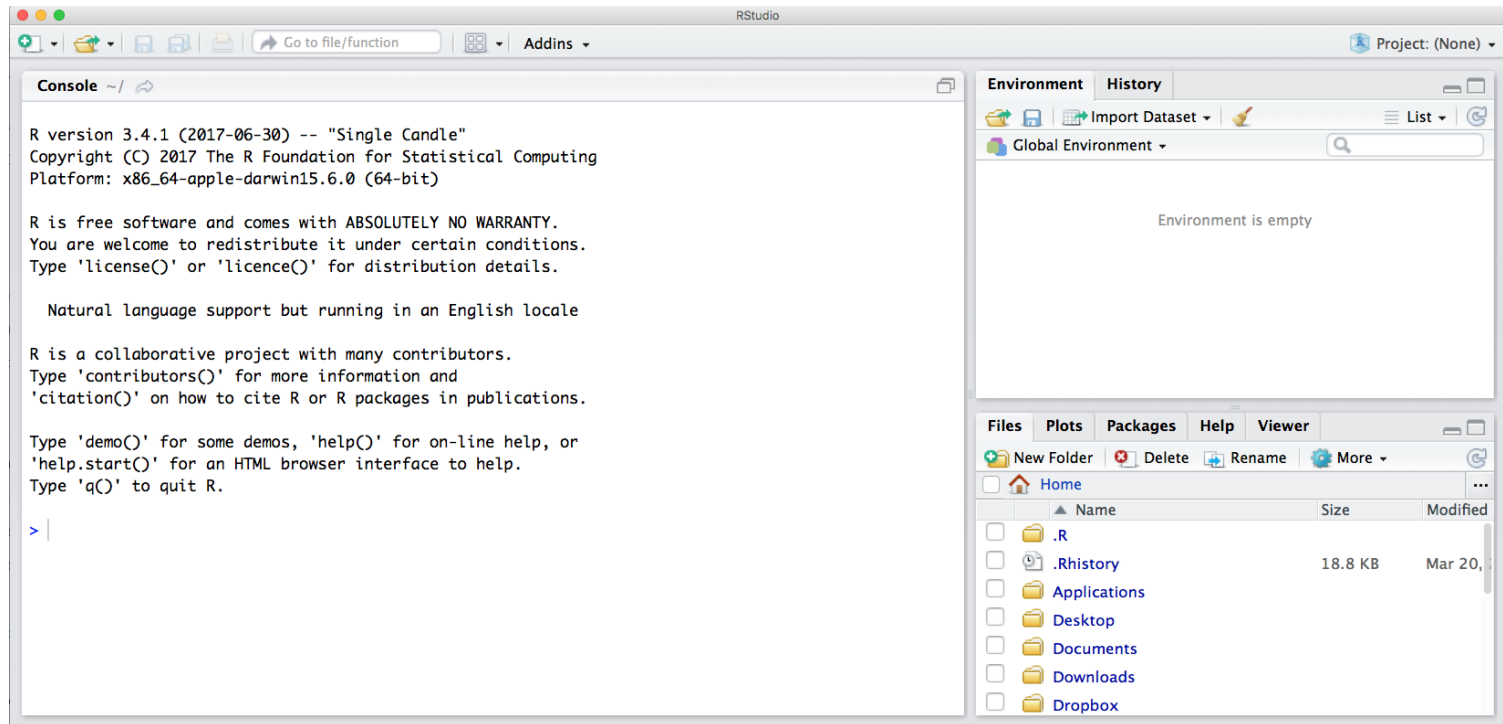 RStudio
Go to file/function
Addins
Project: (None)
Console ~/
R version 3.4.1 (2017-06-30) -- "Single Candle"
Copyright (C) 2017 The R Foundation for Statistical Computing
Platform: x86_64-apple-darwin15.6.0 (64-bit)
R is free software and comes with ABSOLUTELY NO WARRANTY.
You are welcome to redistribute it under certain conditions.
Type 'license()' or 'licence()' for distribution details.
Natural language support but running in an English locale
R is a collaborative project with many contributors.
Type 'contributors()' for more information and
'citation()' on how to cite R or R packages in publications.
Type 'demo()' for some demos, 'help()' for on-line help, or
'help.start()' for an HTML browser interface to help.
Type 'q()' to quit R.
>
Environment History
Import Dataset List
Global Environment
Environment is empty
Files Plots Packages Help Viewer
New Folder Delete Rename More
Home ...
Name Size Modified
.R
.Rhistory 18.8 KB Mar 20,
Applications
Desktop
Documents
Downloads
Dropbox